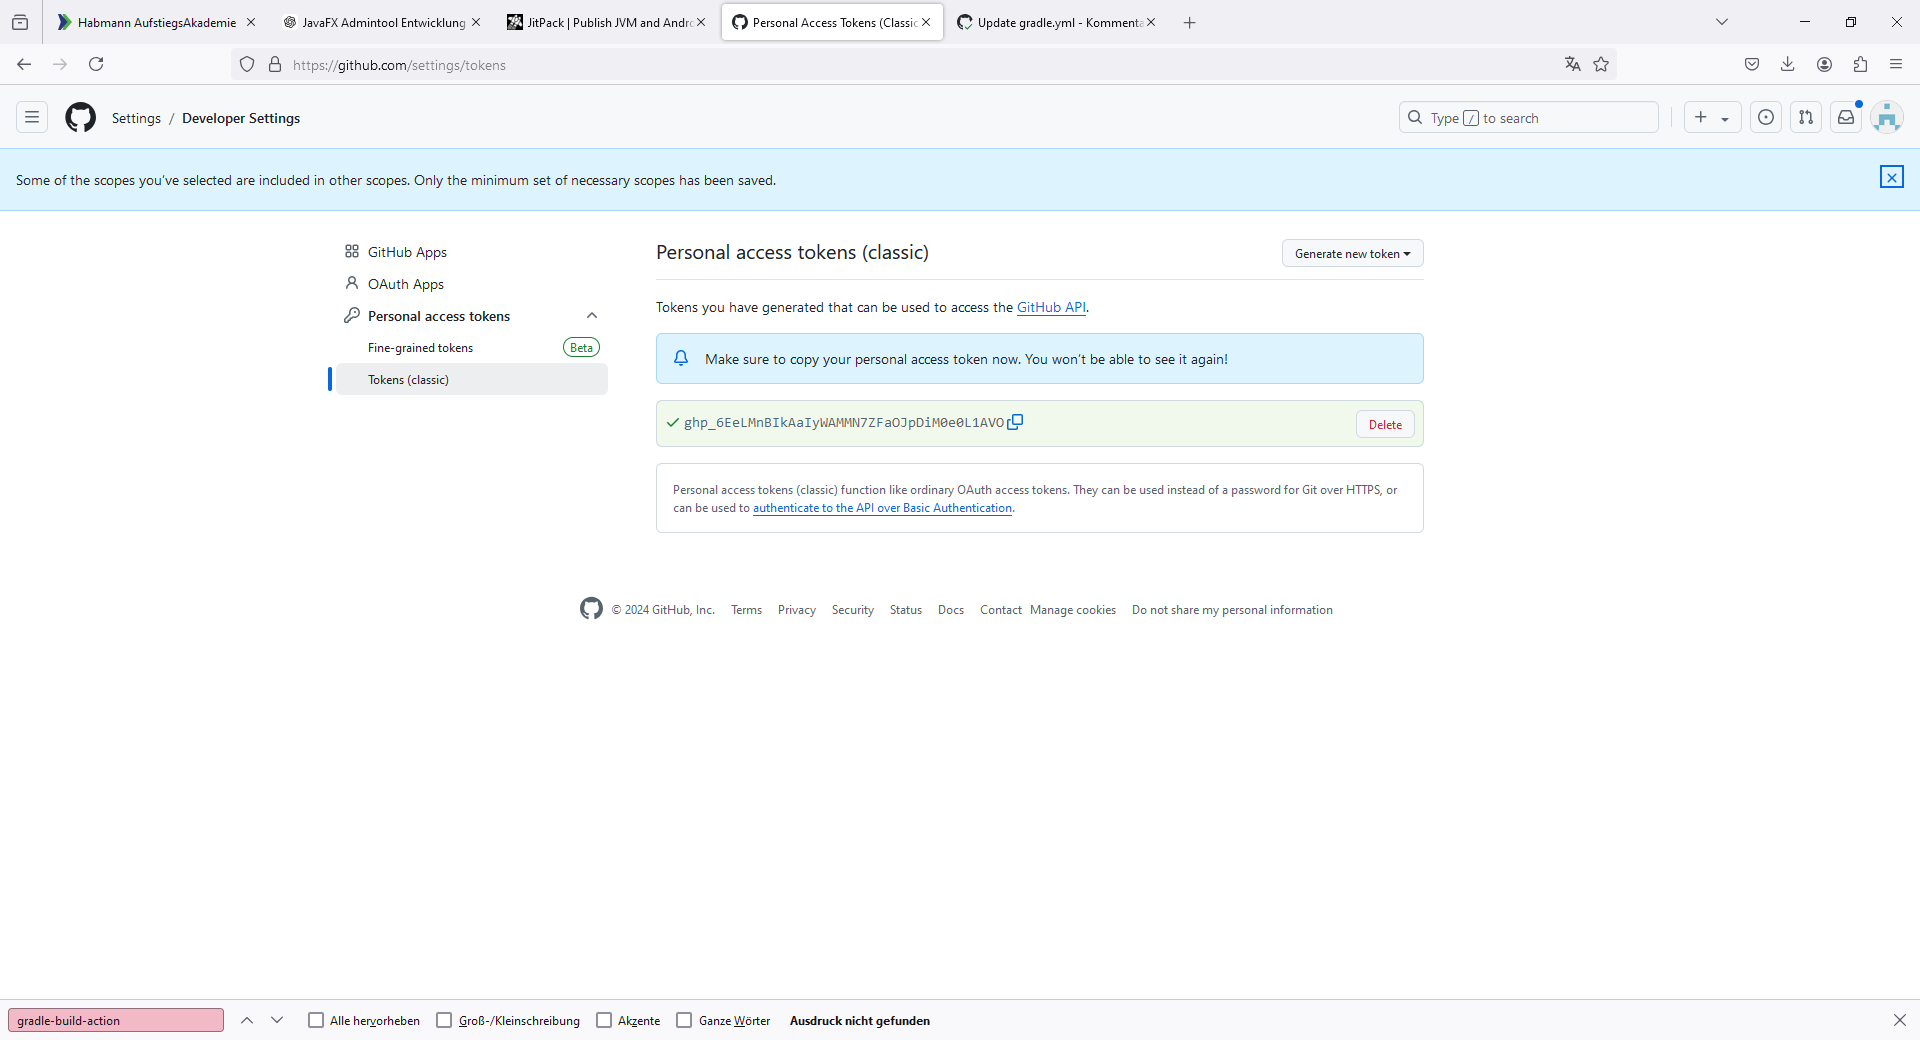 Habmann AufstiegsAkademie
JavaFX Admintool Entwicklung
JitPack | Publish JVM and Andro
Personal Access Tokens (Classic
Update gradle.yml - Kommenta
https://github.com/settings/tokens
Settings / Developer Settings
Type / to search
Some of the scopes you've selected are included in other scopes. Only the minimum set of necessary scopes has been saved.
GitHub Apps
OAuth Apps
Personal access tokens
Fine-grained tokens Beta
Tokens (classic)
Personal access tokens (classic)
Generate new token
Tokens you have generated that can be used to access the GitHub API.
Make sure to copy your personal access token now. You won't be able to see it again!
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
Delete
Personal access tokens (classic) function like ordinary OAuth access tokens. They can be used instead of a password for Git over HTTPS, or
can be used to authenticate to the API over Basic Authentication.
© 2024 GitHub, Inc. Terms Privacy Security Status Docs Contact Manage cookies Do not share my personal information
gradle-build-action
Alle hervorheben Groß-/Kleinschreibung Akzente Ganze Wörter Ausdruck nicht gefunden